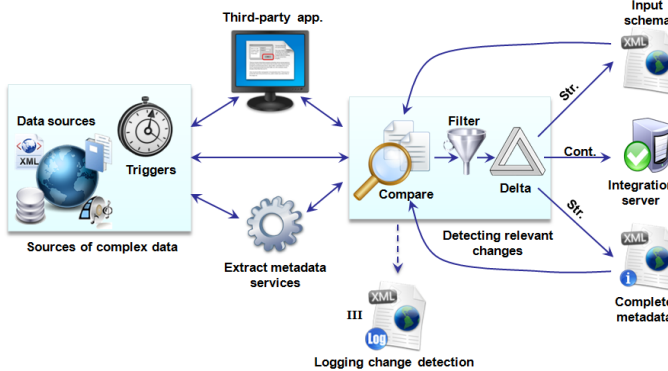 Third-party app.
Input
schema
XML
Data sources
XML
Triggers
Sources of complex data
Extract metadata
services
Compare
Filter
Delta
Detecting relevant
changes
Str.
Cont.
Str.
Integration
server
XML
i
Complete
metadata
III
XML
Log
Logging change detection